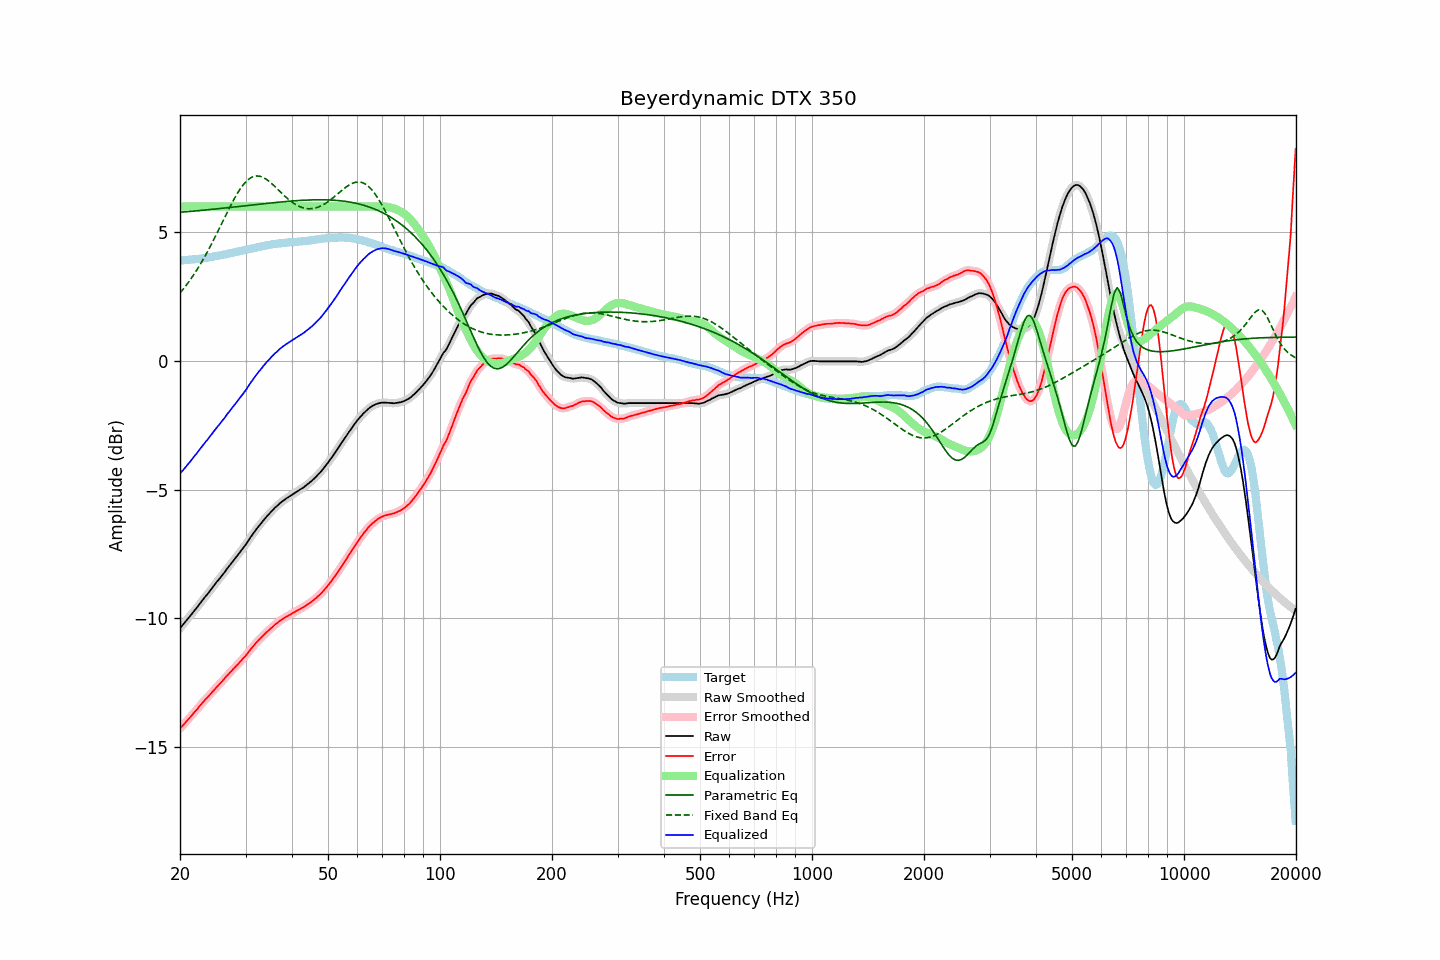 Beyerdynamic DTX 350
Amplitude (dBr)
5
0
−5
−10
−15
Target
Raw Smoothed
Error Smoothed
Raw
Error
Equalization
Parametric Eq
Fixed Band Eq
Equalized
20 50 100 200 500 1000 2000 5000 10000 20000
Frequency (Hz)